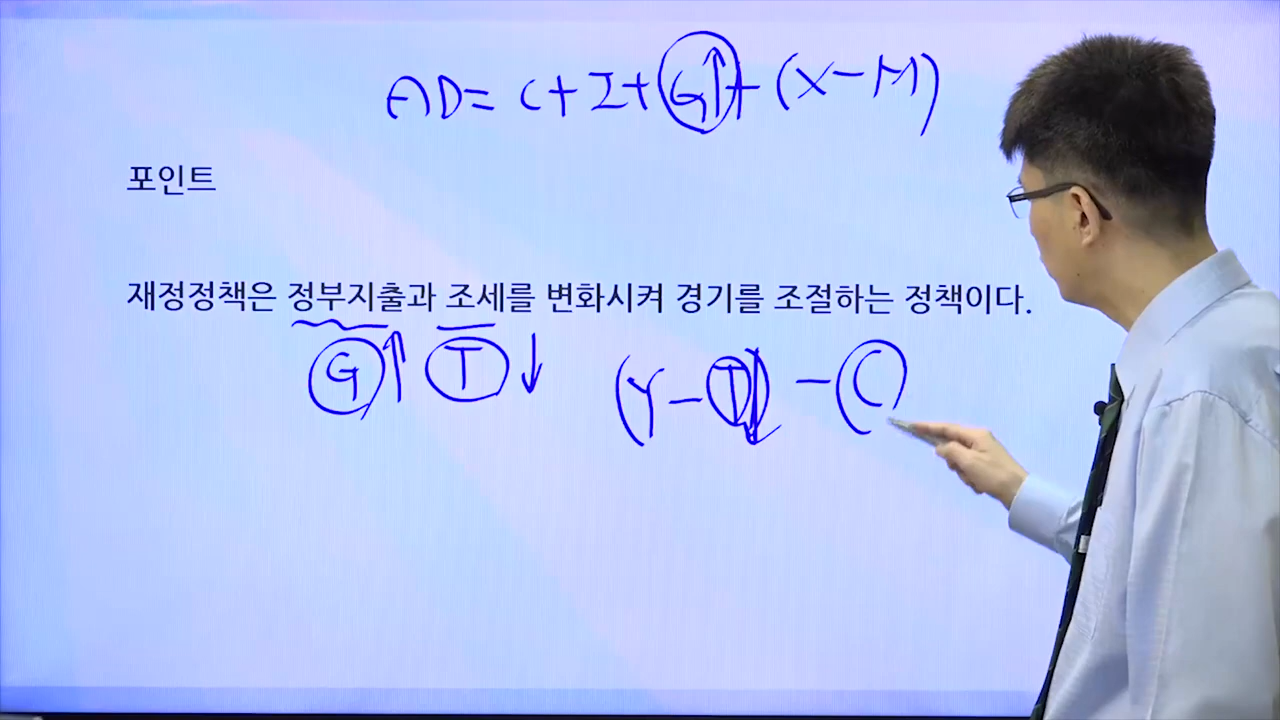 AD = C + I + G↑ + (X - M)
포인트
재정정책은 정부지출과 조세를 변화시켜 경기를 조절하는 정책이다.
G↑ T↓ (Y - T↓) - C